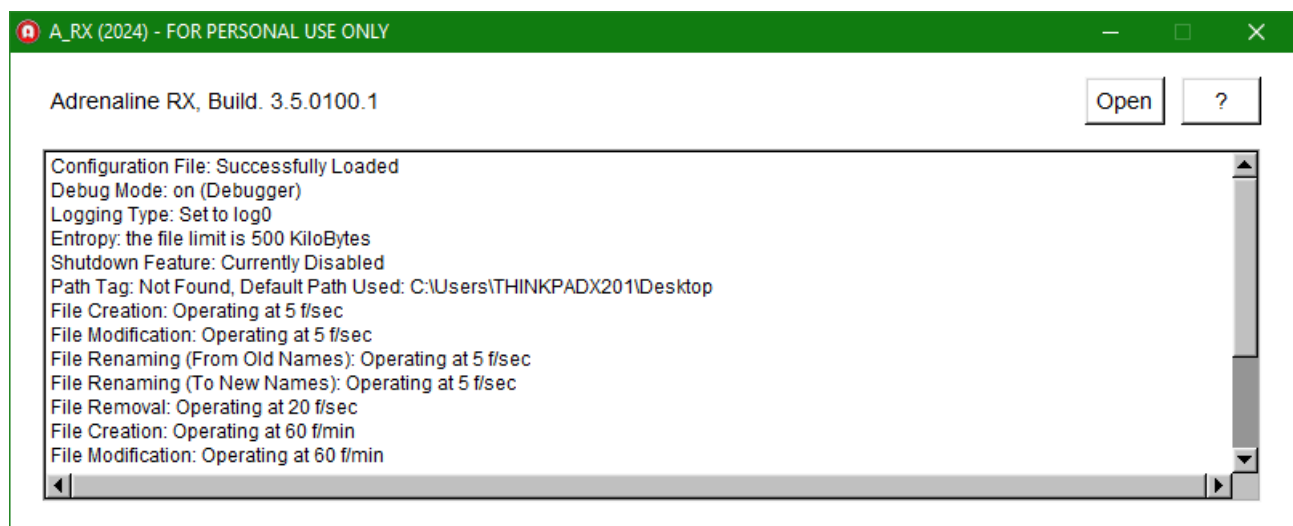 A_RX (2024) - FOR PERSONAL USE ONLY
Adrenaline RX, Build. 3.5.0100.1
Open
?
Configuration File: Successfully Loaded
Debug Mode: on (Debugger)
Logging Type: Set to log0
Entropy: the file limit is 500 KiloBytes
Shutdown Feature: Currently Disabled
Path Tag: Not Found, Default Path Used: C:\Users\THINKPADX201\Desktop
File Creation: Operating at 5 f/sec
File Modification: Operating at 5 f/sec
File Renaming (From Old Names): Operating at 5 f/sec
File Renaming (To New Names): Operating at 5 f/sec
File Removal: Operating at 20 f/sec
File Creation: Operating at 60 f/min
File Modification: Operating at 60 f/min